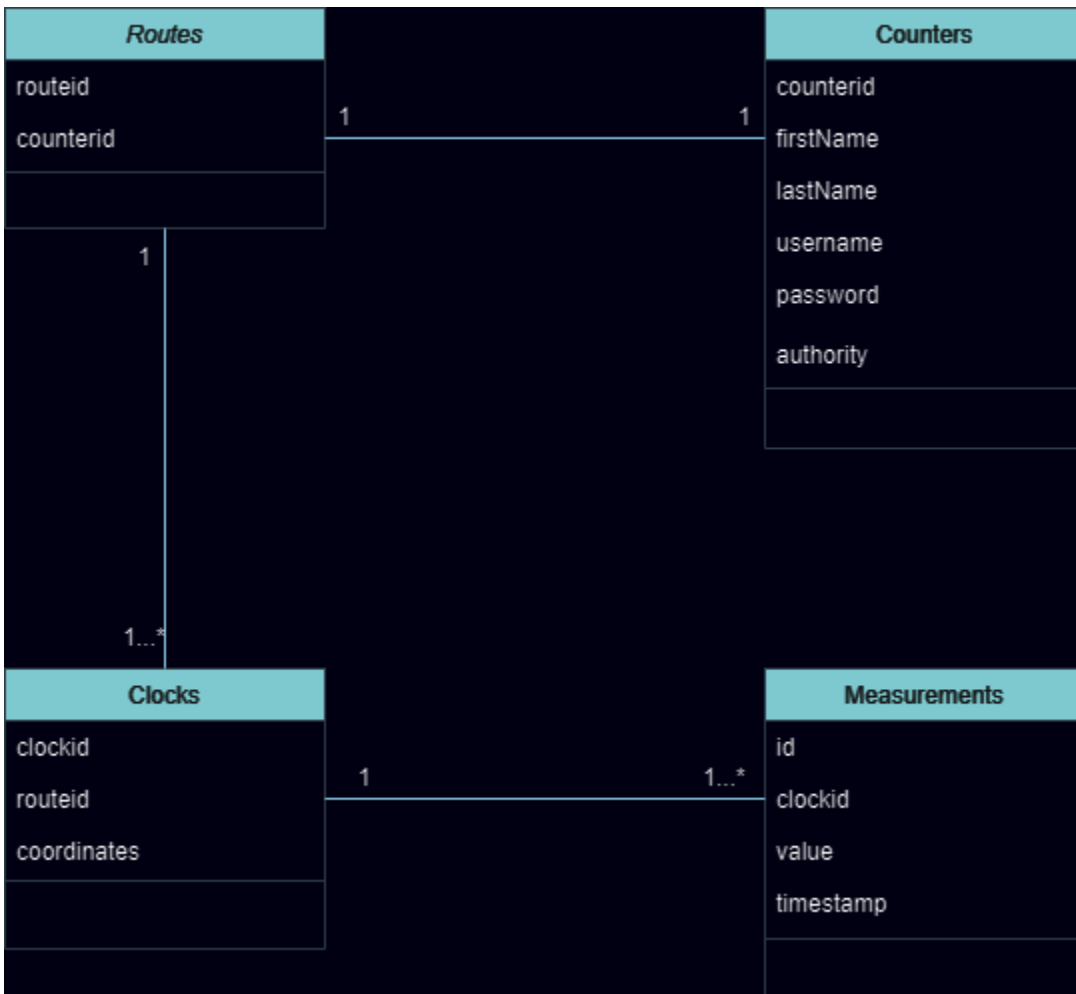 Routes
routeid
counterid
1
1
Counters
counterid
firstName
lastName
username
password
authority
1
1...*
Clocks
clockid
routeid
coordinates
1
1...*
Measurements
id
clockid
value
timestamp